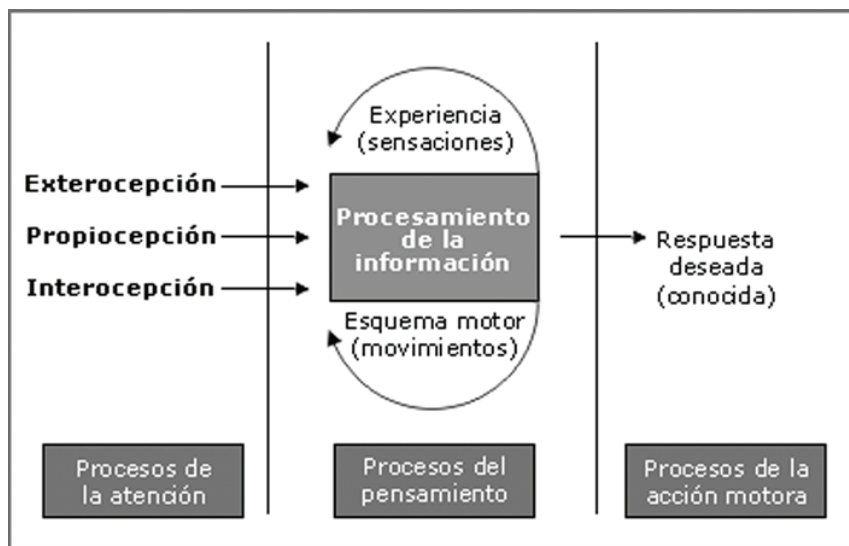 Experiencia
(sensaciones)
Exterocepción
Propiocepción
Interocepción
Procesamiento
de la
información
Respuesta
deseada
(conocida)
Esquema motor
(movimientos)
Procesos de
la atención
Procesos del
pensamiento
Procesos de la
acción motora